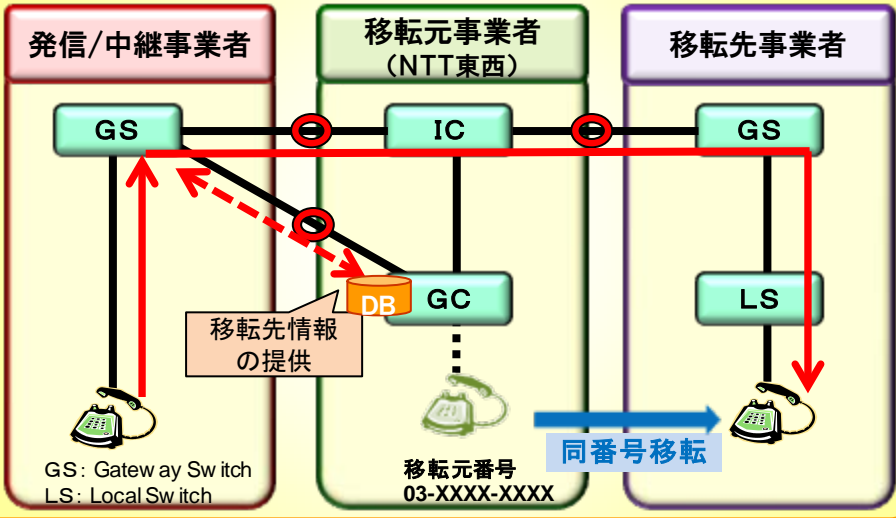 発信/中継事業者
移転元事業者
（NTT東西）
移転先事業者
GS
IC
GS
DB
GC
LS
移転先情報
の提供
同番号移転
GS: Gateway Switch
LS: Local Switch
移転元番号
03-XXXX-XXXX